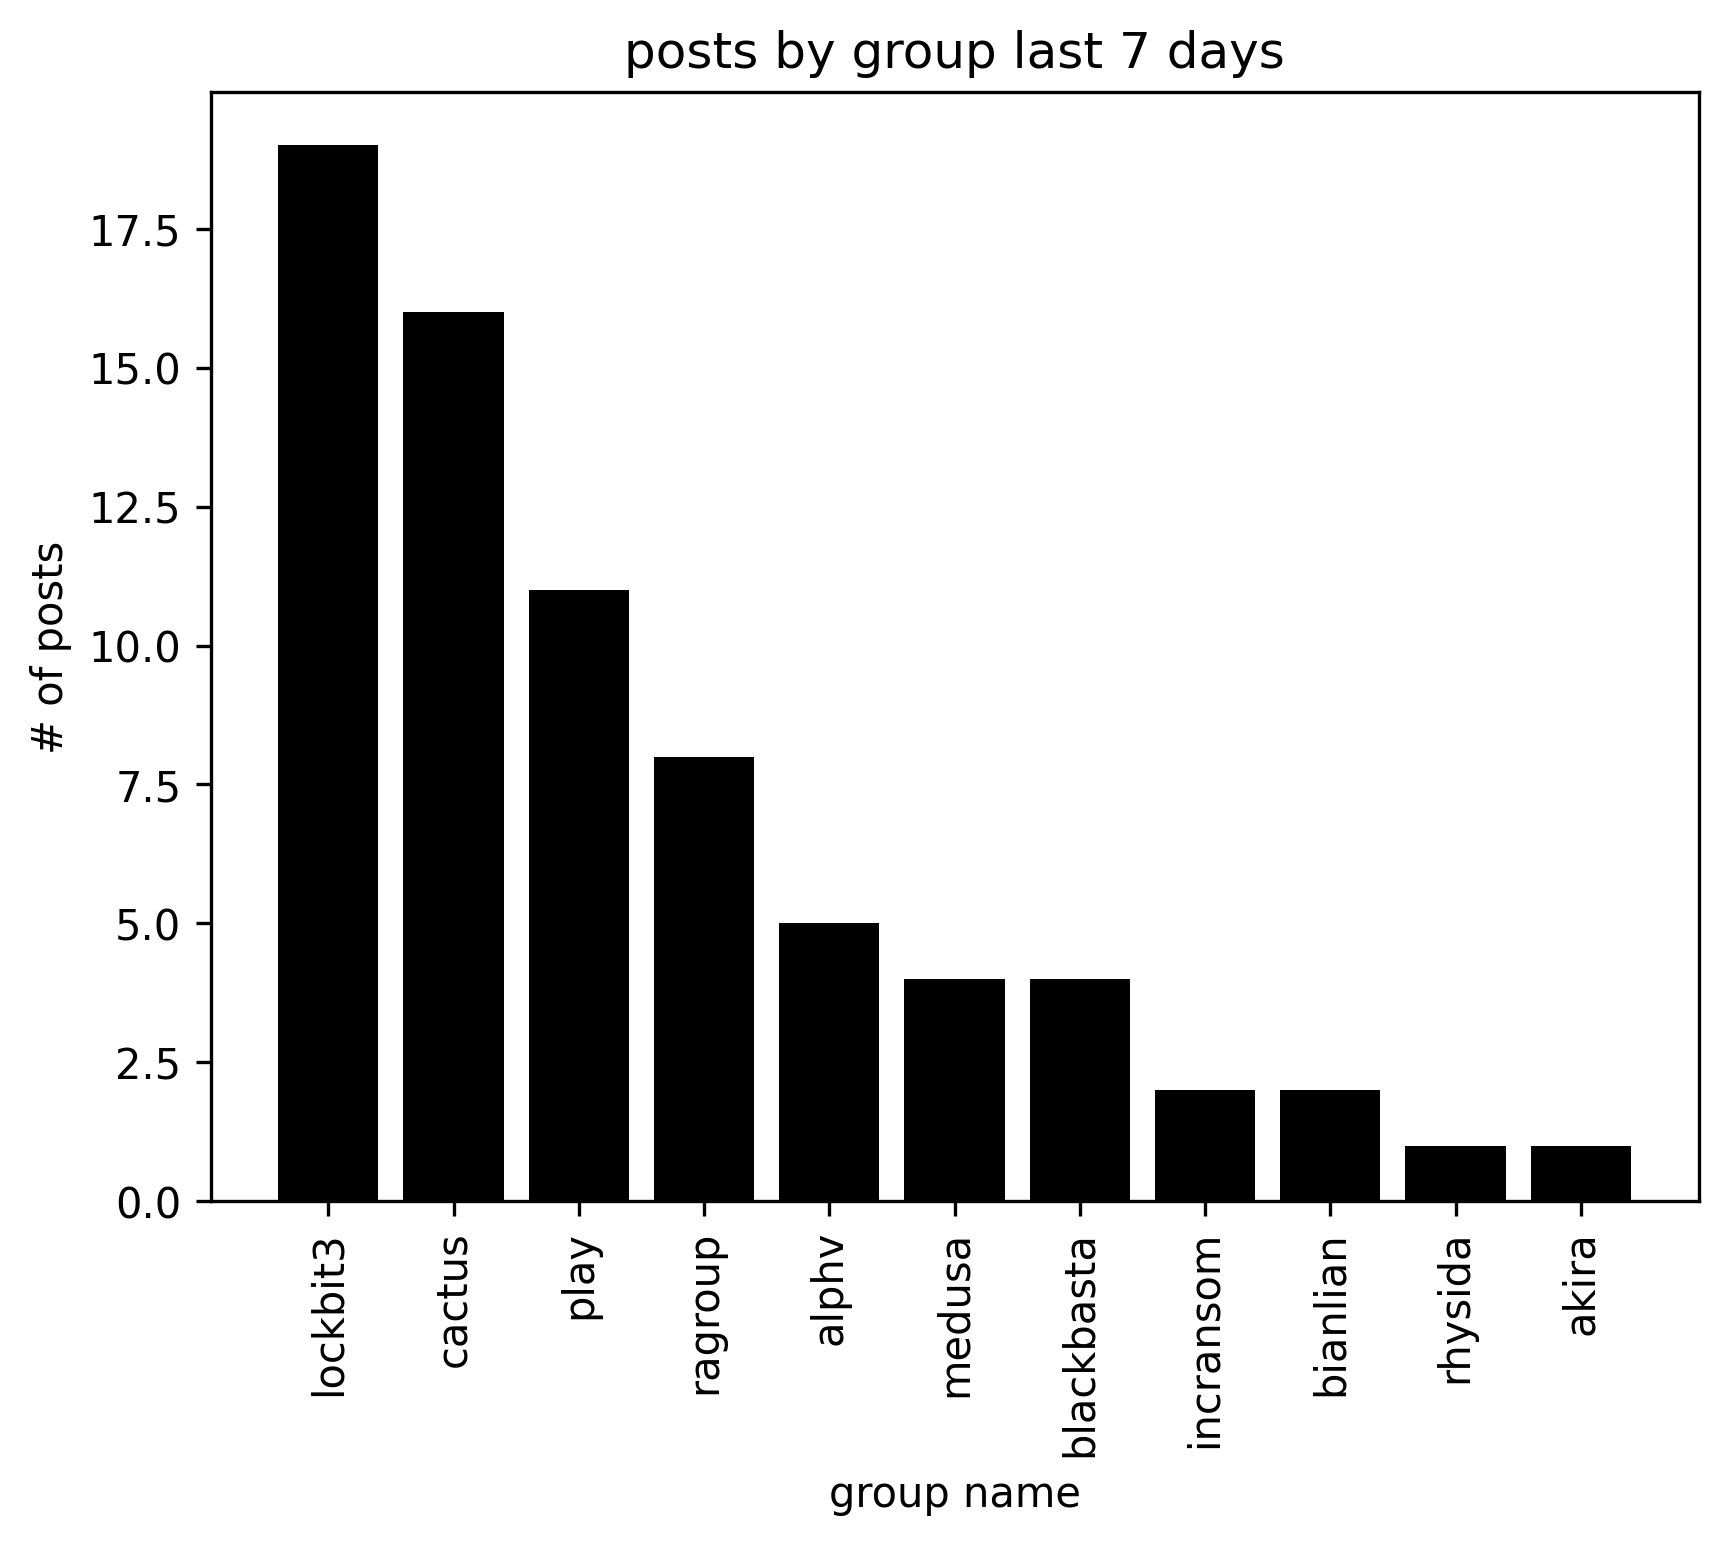 posts by group last 7 days
# of posts
17.5
15.0
12.5
10.0
7.5
5.0
2.5
0.0
lockbit3
cactus
play
ragroup
alphv
medusa
blackbasta
incransom
bianlian
rhysida
akira
group name